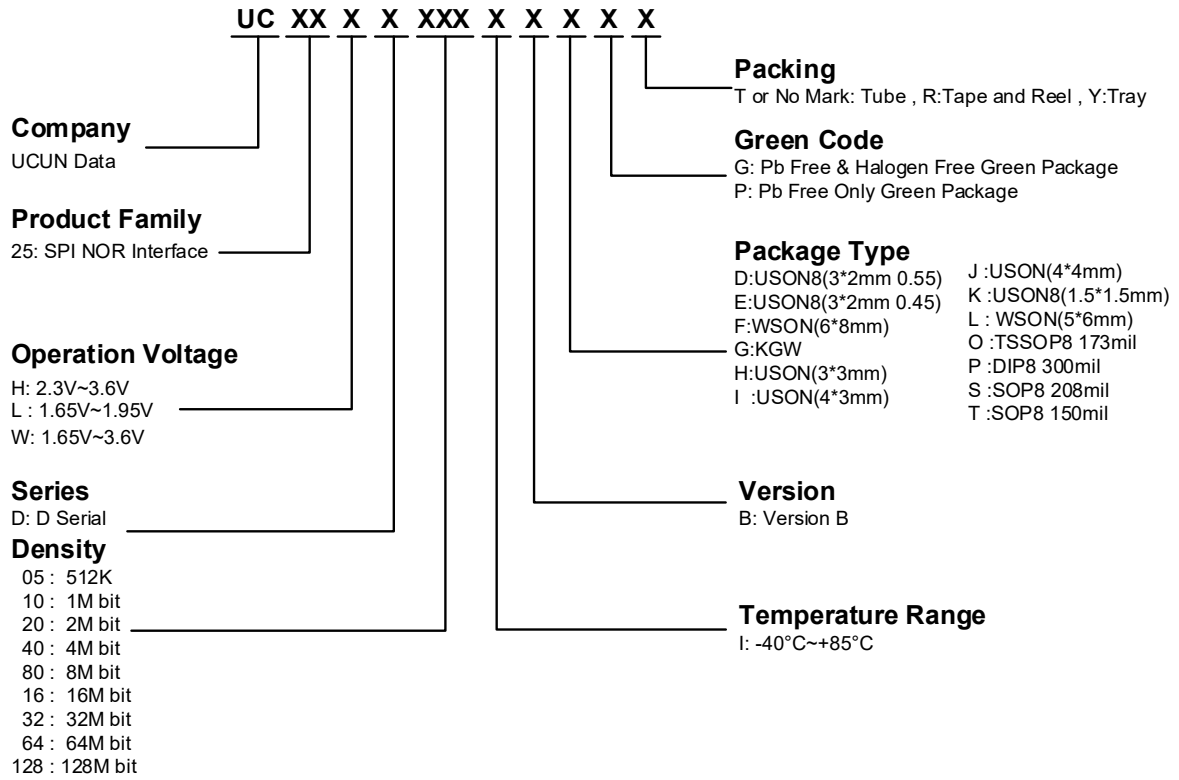 UC XX X X XXX X X X X X
Company
UCUN Data
Product Family
25: SPI NOR Interface
Operation Voltage
H: 2.3V~3.6V
L : 1.65V~1.95V
W: 1.65V~3.6V
Series
D: D Serial
Density
05 : 512K
10 : 1M bit
20 : 2M bit
40 : 4M bit
80 : 8M bit
16 : 16M bit
32 : 32M bit
64 : 64M bit
128 : 128M bit
Packing
T or No Mark: Tube , R:Tape and Reel , Y:Tray
Green Code
G: Pb Free & Halogen Free Green Package
P: Pb Free Only Green Package
Package Type
D:USON8(3*2mm 0.55)
E:USON8(3*2mm 0.45)
F:WSON(6*8mm)
G:KGW
H:USON(3*3mm)
I :USON(4*3mm)
J :USON(4*4mm)
K :USON8(1.5*1.5mm)
L : WSON(5*6mm)
O :TSSOP8 173mil
P :DIP8 300mil
S :SOP8 208mil
T :SOP8 150mil
Version
B: Version B
Temperature Range
I: -40°C~+85°C